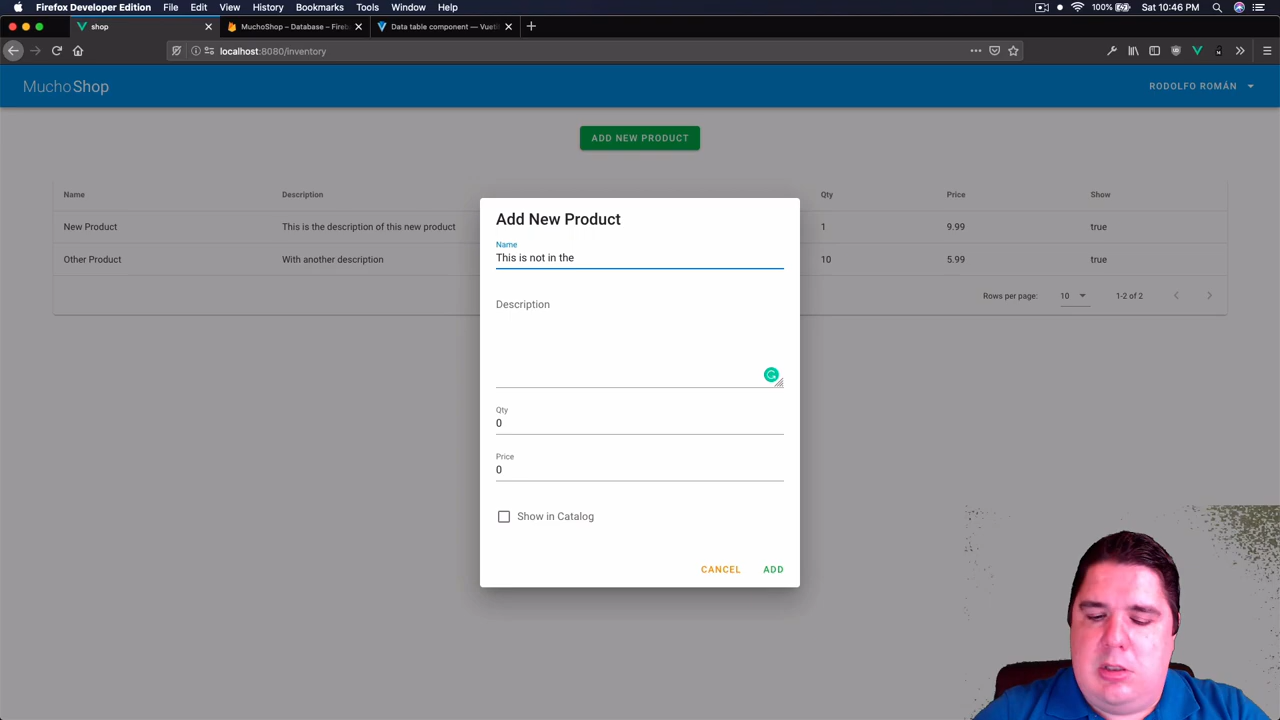 Firefox Developer Edition File Edit View History Bookmarks Tools Window Help 100% Sat 10:46 PM
shop MuchoShop – Database – Fireb Data table component — Vueti
localhost:8080/inventory
MuchoShop RODOLFO ROMÁN
ADD NEW PRODUCT
Name Description Qty Price Show
New Product This is the description of this new product 1 9.99 true
Other Product With another description 10 5.99 true
Rows per page: 10 1-2 of 2
Add New Product
Name
This is not in the
Description
Qty
0
Price
0
Show in Catalog
CANCEL ADD